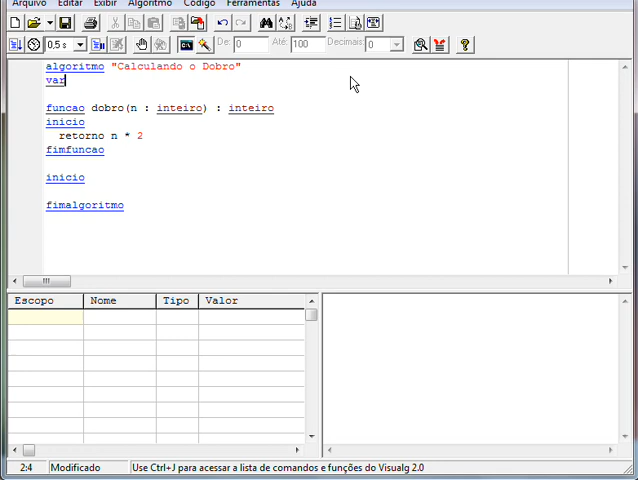 Arquivo Editar Exibir Algoritmo Código Ferramentas Ajuda
0,5 s De: 0 Até: 100 Decimais: 0
algoritmo "Calculando o Dobro"
var
funcao dobro(n : inteiro) : inteiro
inicio
retorno n * 2
fimfuncao
inicio
fimalgoritmo
Escopo Nome Tipo Valor
2:4 Modificado Use Ctrl+J para acessar a lista de comandos e funções do Visualg 2.0